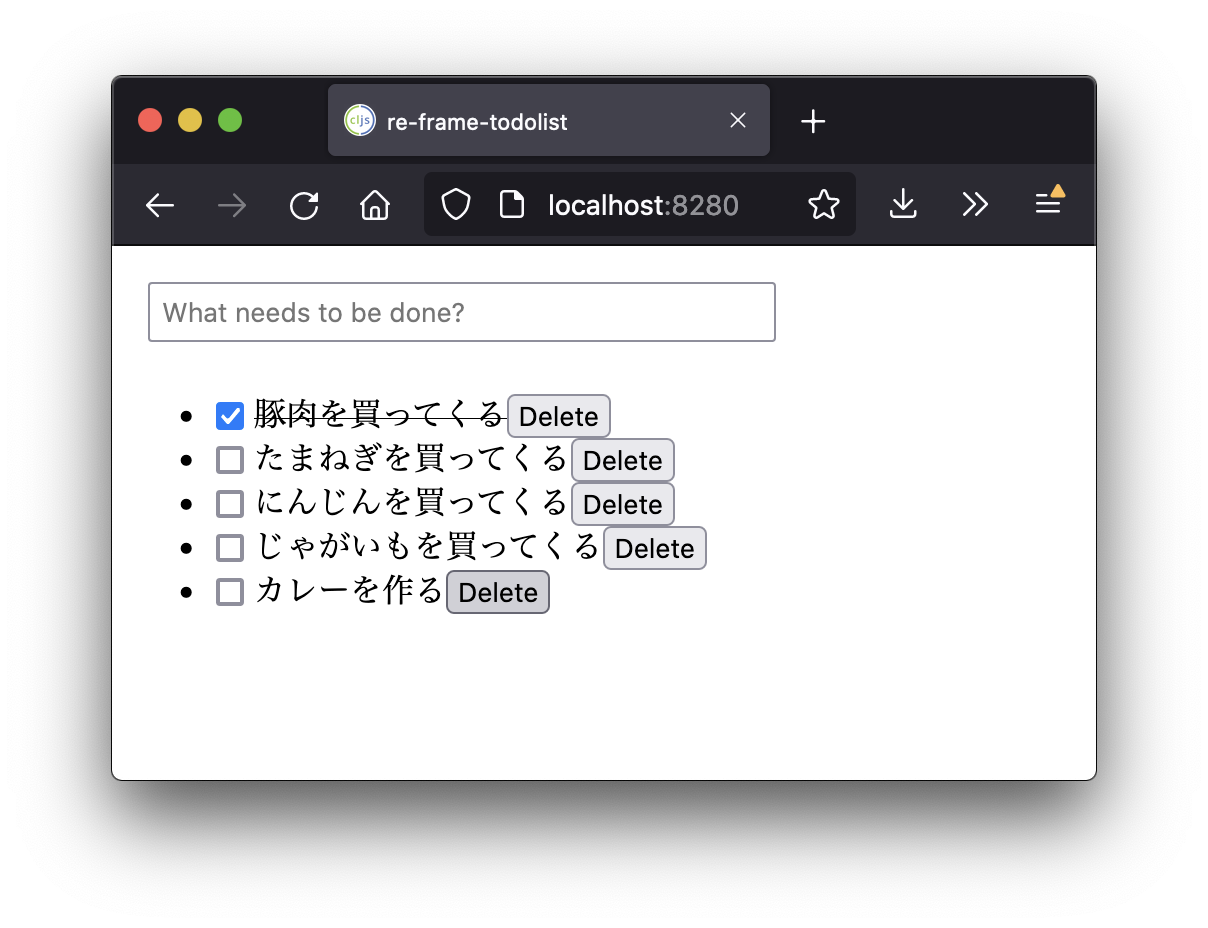 cljs re-frame-todolist
localhost:8280
What needs to be done?
豚肉を買ってくる Delete
たまねぎを買ってくる Delete
にんじんを買ってくる Delete
じゃがいもを買ってくる Delete
カレーを作る Delete